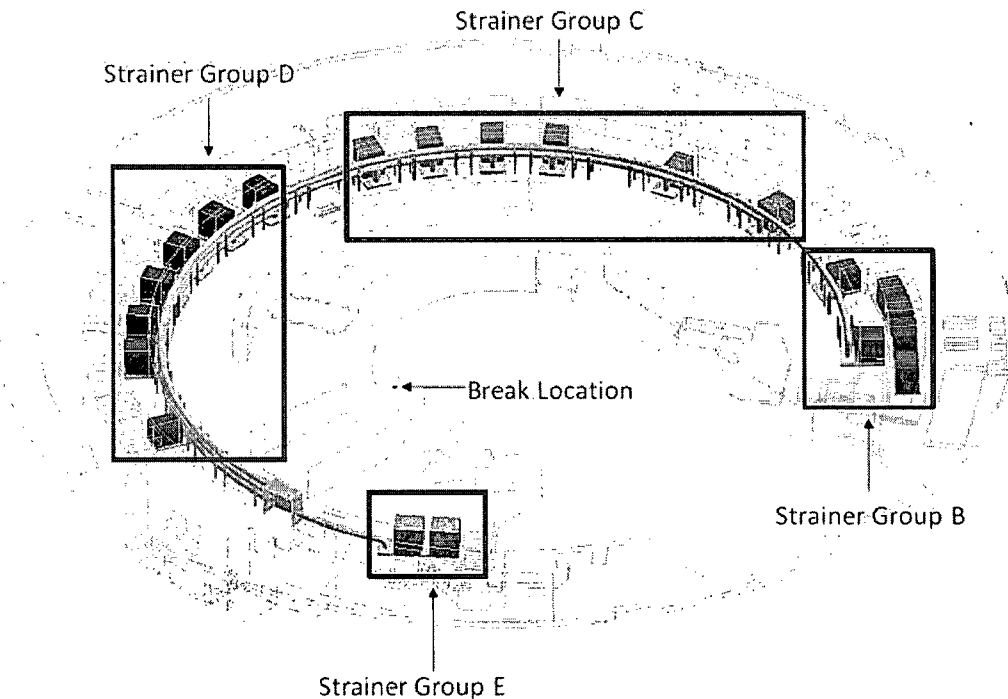 Strainer Group C
Strainer Group D
Break Location
Strainer Group B
Strainer Group E